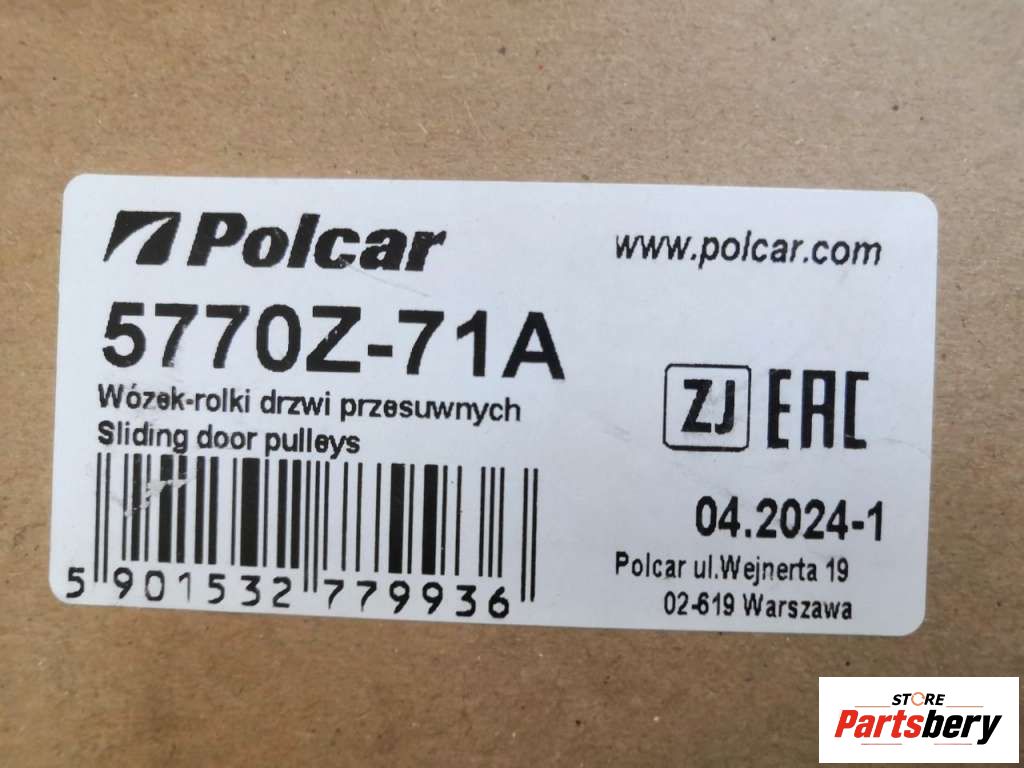 Polcar
www.polcar.com
5770Z-71A
Wózek-rolki drzwi przesuwnych
Sliding door pulleys
ZJ EAC
5 901532 779936
04.2024-1
Polcar ul.Wejnerta 19
02-619 Warszawa
STORE
Partsbery